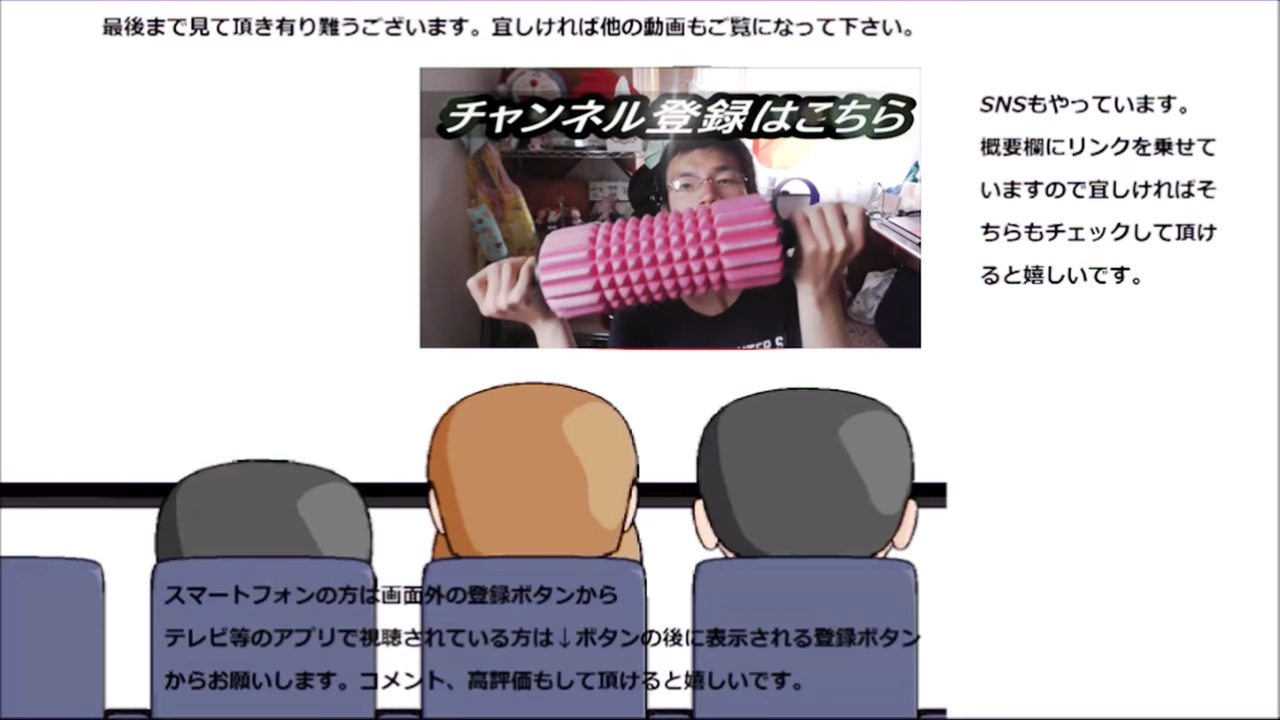 最後まで見て頂き有り難うございます。宜しければ他の動画もご覧になって下さい。
チャンネル登録はこちら
SNSもやっています。
概要欄にリンクを乗せて
いますので宜しければそ
ちらもチェックして頂け
ると嬉しいです。
スマートフォンの方は画面外の登録ボタンから
テレビ等のアプリで視聴されている方は↓ボタンの後に表示される登録ボタン
からお願いします。コメント、高評価もして頂けると嬉しいです。